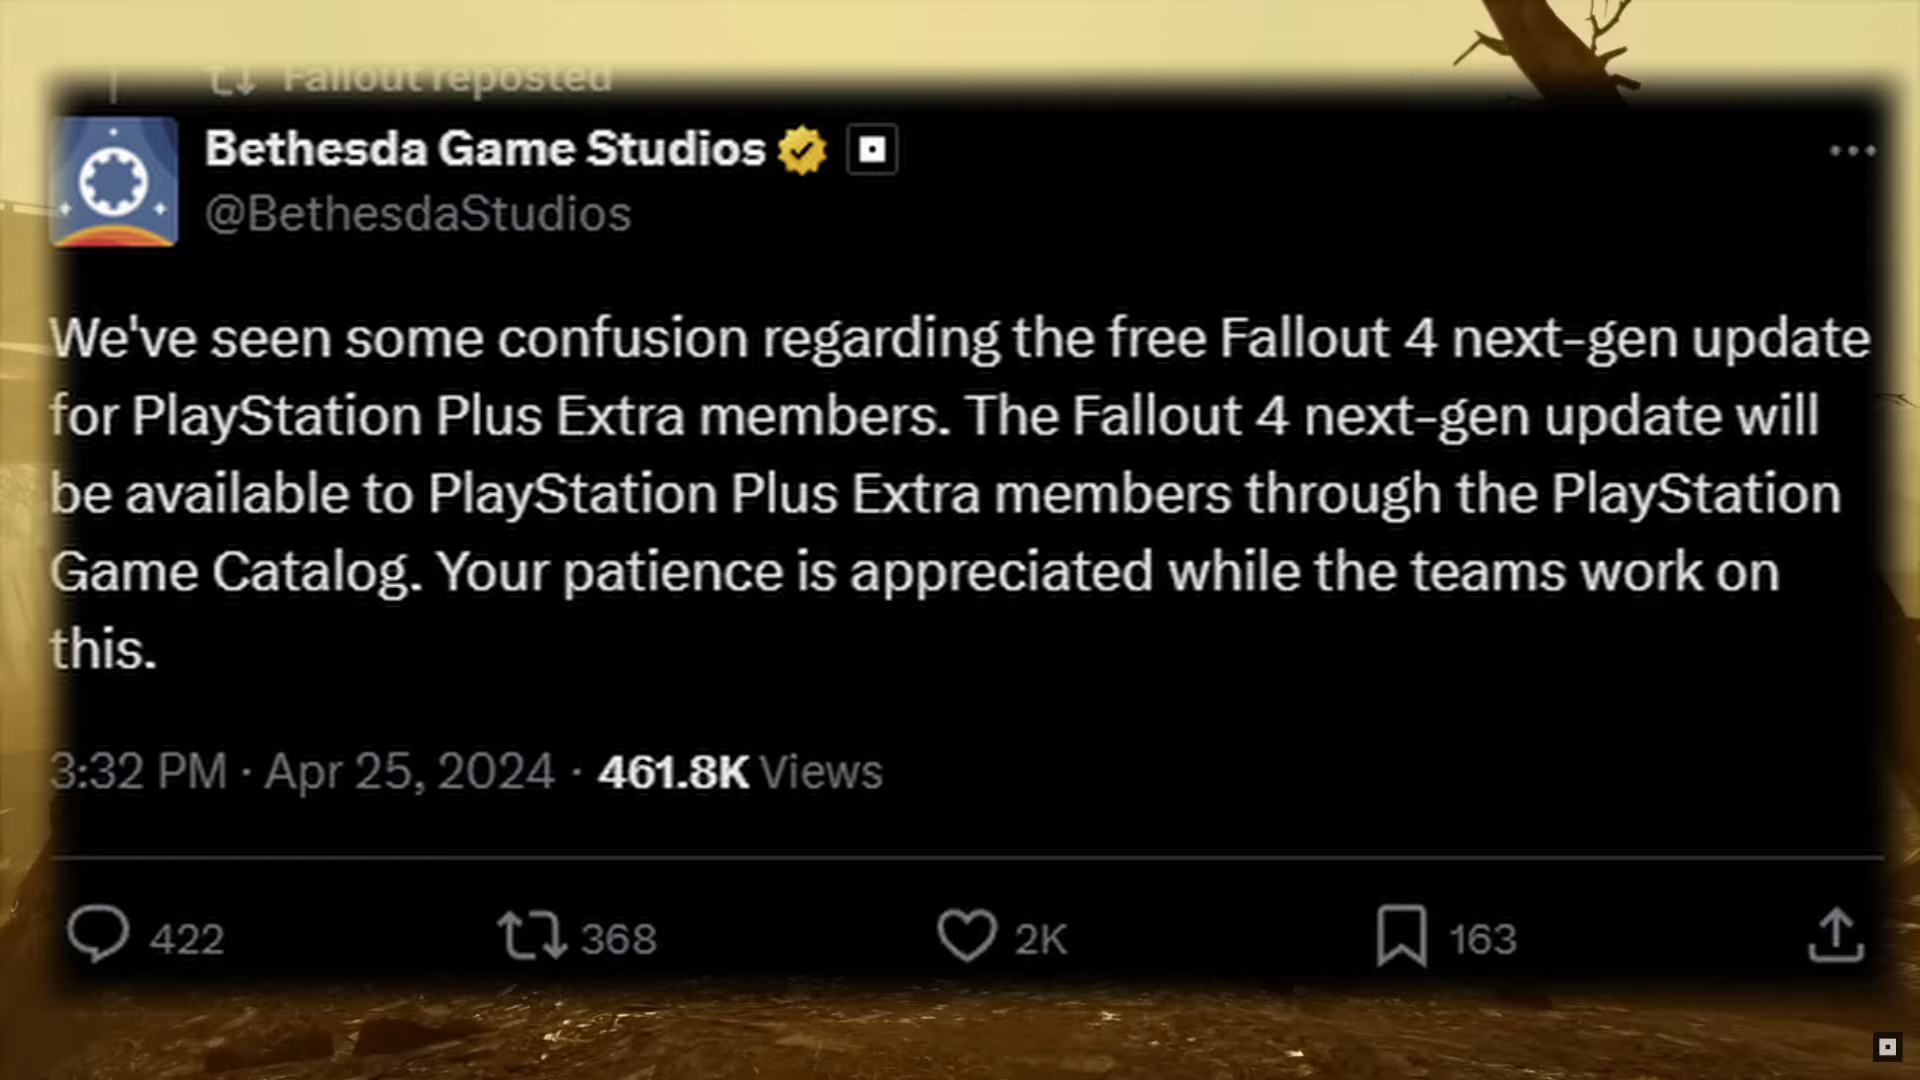 Fallout reposted
Bethesda Game Studios
@BethesdaStudios
We've seen some confusion regarding the free Fallout 4 next-gen update
for PlayStation Plus Extra members. The Fallout 4 next-gen update will
be available to PlayStation Plus Extra members through the PlayStation
Game Catalog. Your patience is appreciated while the teams work on
this.
3:32 PM · Apr 25, 2024 · 461.8K Views
422 368 2K 163